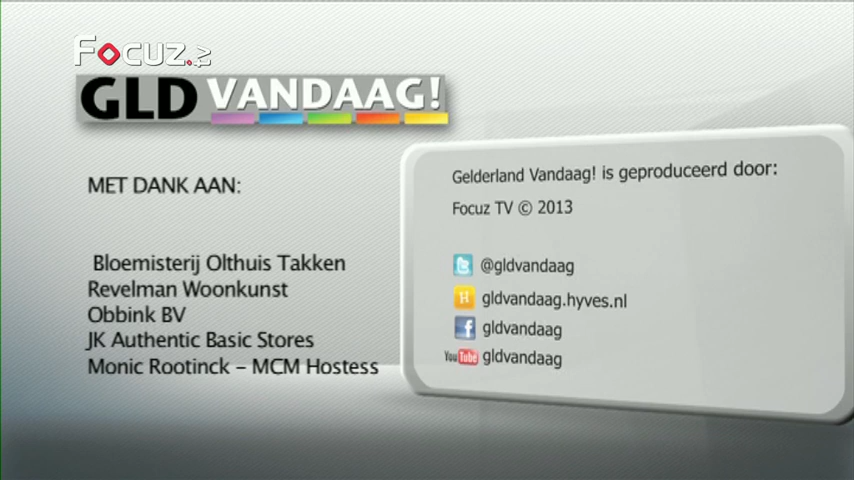 Focuz.tv
GLD VANDAAG!
MET DANK AAN:
Bloemisterij Olthuis Takken
Revelman Woonkunst
Obbink BV
JK Authentic Basic Stores
Monic Rootinck – MCM Hostess
Gelderland Vandaag! is geproduceerd door:
Focuz TV © 2013
@gldvandaag
H gldvandaag.hyves.nl
f gldvandaag
YouTube gldvandaag